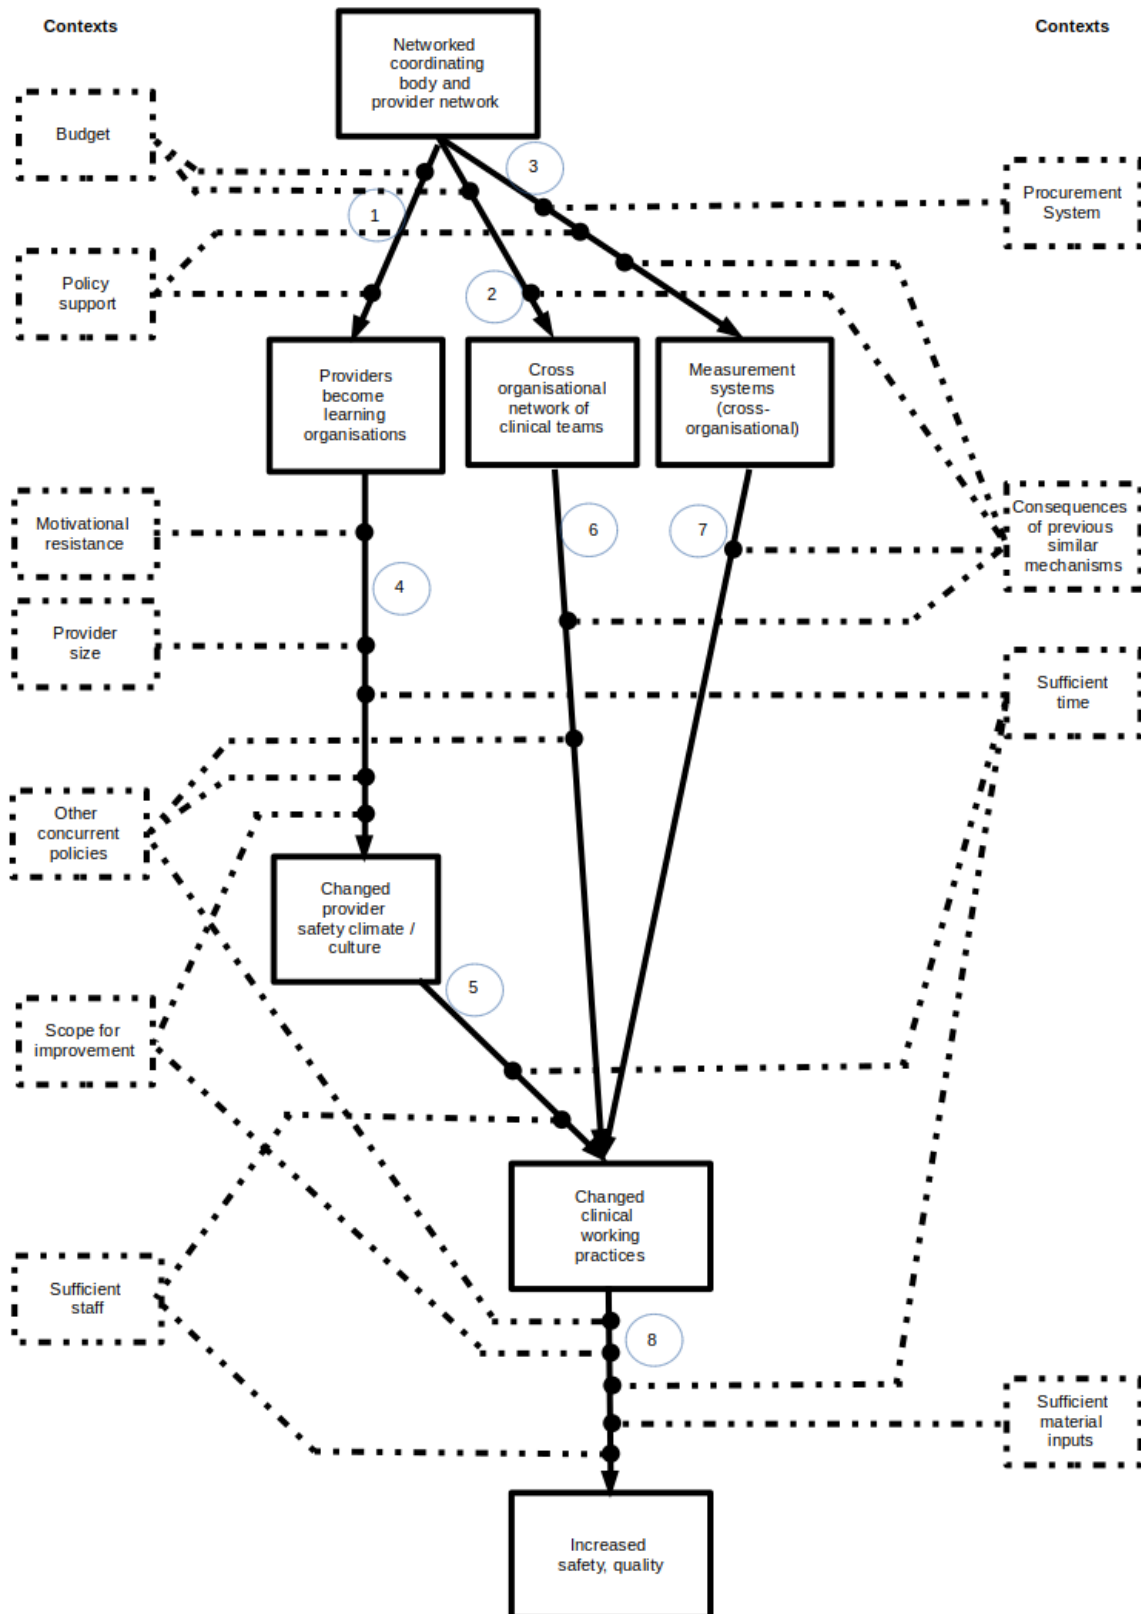 Contexts
Contexts
Networked
coordinating
body and
provider network
Budget
3
Procurement
System
1
Policy
support
2
Providers
become
learning
organisations
Cross
organisational
network of
clinical teams
Measurement
systems
(cross-
organisational)
Motivational
resistance
6
7
Consequences
of previous
similar
mechanisms
4
Provider
size
Sufficient
time
Other
concurrent
policies
Changed
provider
safety climate /
culture
5
Scope for
improvement
Changed
clinical
working
practices
Sufficient
staff
8
Sufficient
material
inputs
Increased
safety, quality